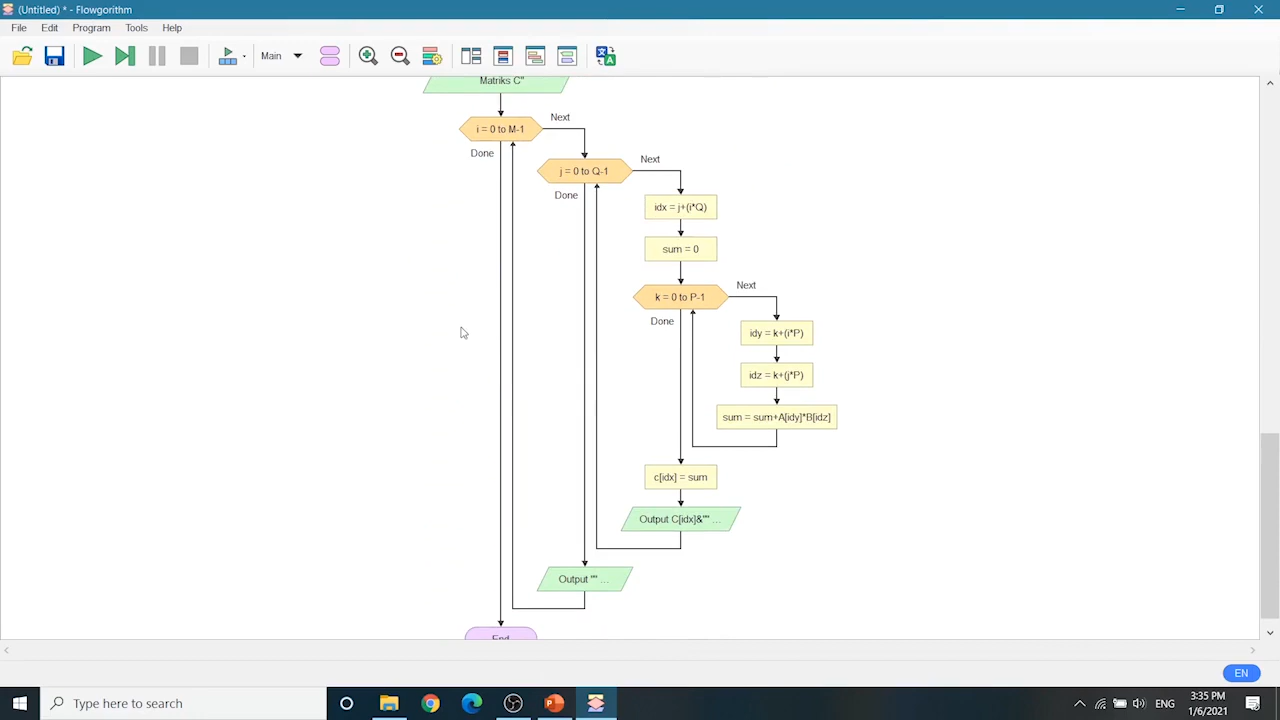 (Untitled) * - Flowgorithm
File Edit Program Tools Help
Main
Matriks C"
i = 0 to M-1
Next
Done
j = 0 to Q-1
Next
Done
idx = j+(i*Q)
sum = 0
k = 0 to P-1
Next
Done
idy = k+(i*P)
idz = k+(j*P)
sum = sum+A[idy]*B[idz]
c[idx] = sum
Output C[idx]&"" ...
Output "" ...
End
EN
Type here to search
ENG
3:35 PM
1/6/2021